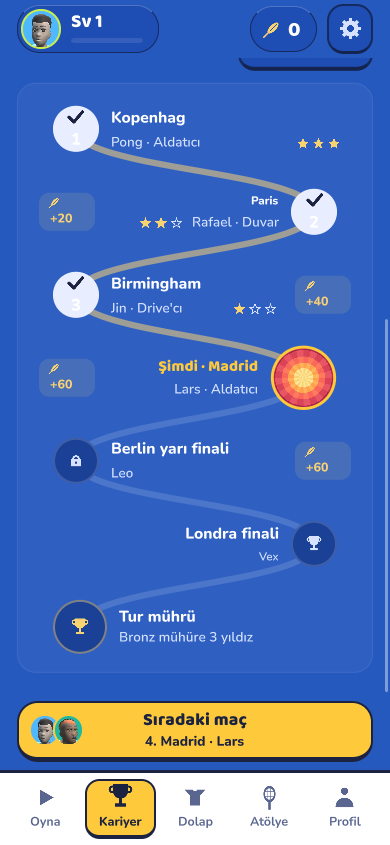 Sv 1
0
Kopenhag
1
Pong · Aldatıcı
Paris
+20
Rafael · Duvar
2
Birmingham
3
Jin · Drive'cı
+40
Şimdi · Madrid
+60
Lars · Aldatıcı
Berlin yarı finali
+60
Leo
Londra finali
Vex
Tur mührü
Bronz mühüre 3 yıldız
Sıradaki maç
4. Madrid · Lars
Oyna
Kariyer
Dolap
Atölye
Profil